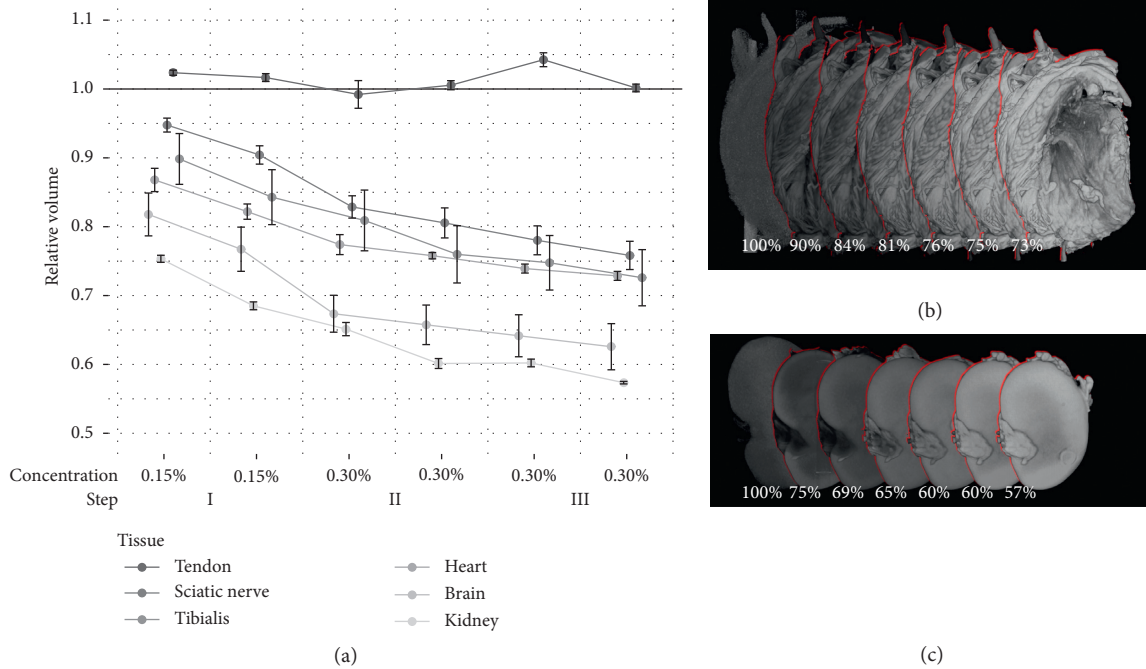 1.1
1.0
0.9
0.8
0.7
0.6
0.5
Relative volume
Concentration 0.15% 0.15% 0.30% 0.30% 0.30% 0.30%
Step I II III
Tissue
Tendon
Sciatic nerve
Tibialis
Heart
Brain
Kidney
(a)
100% 90% 84% 81% 76% 75% 73%
(b)
100% 75% 69% 65% 60% 60% 57%
(c)